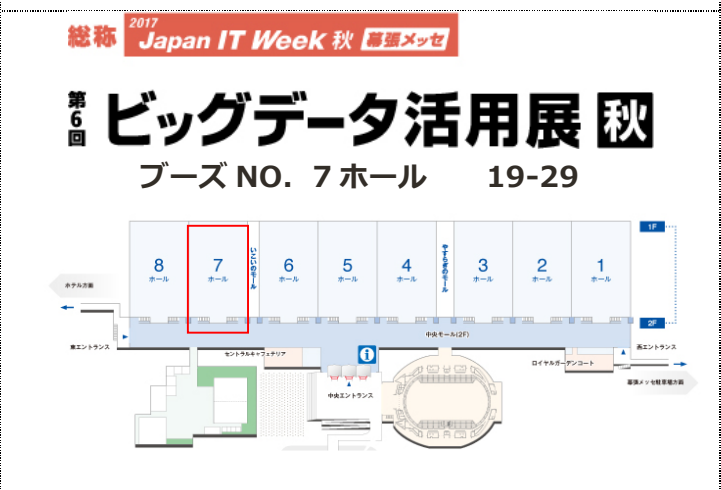 総称 2017 Japan IT Week 秋 幕張メッセ
第6回 ビッグデータ活用展 秋
ブーズ NO. 7 ホール 19-29
1F
8 ホール
7 ホール
いこいのモール
6 ホール
5 ホール
4 ホール
やすらぎのモール
3 ホール
2 ホール
1 ホール
ホテル方面
2F
中央モール(2F)
東エントランス
西エントランス
セントラルキャフェテリア
i
ロイヤルガーデンコート
幕張メッセ駐車場方面
中央エントランス